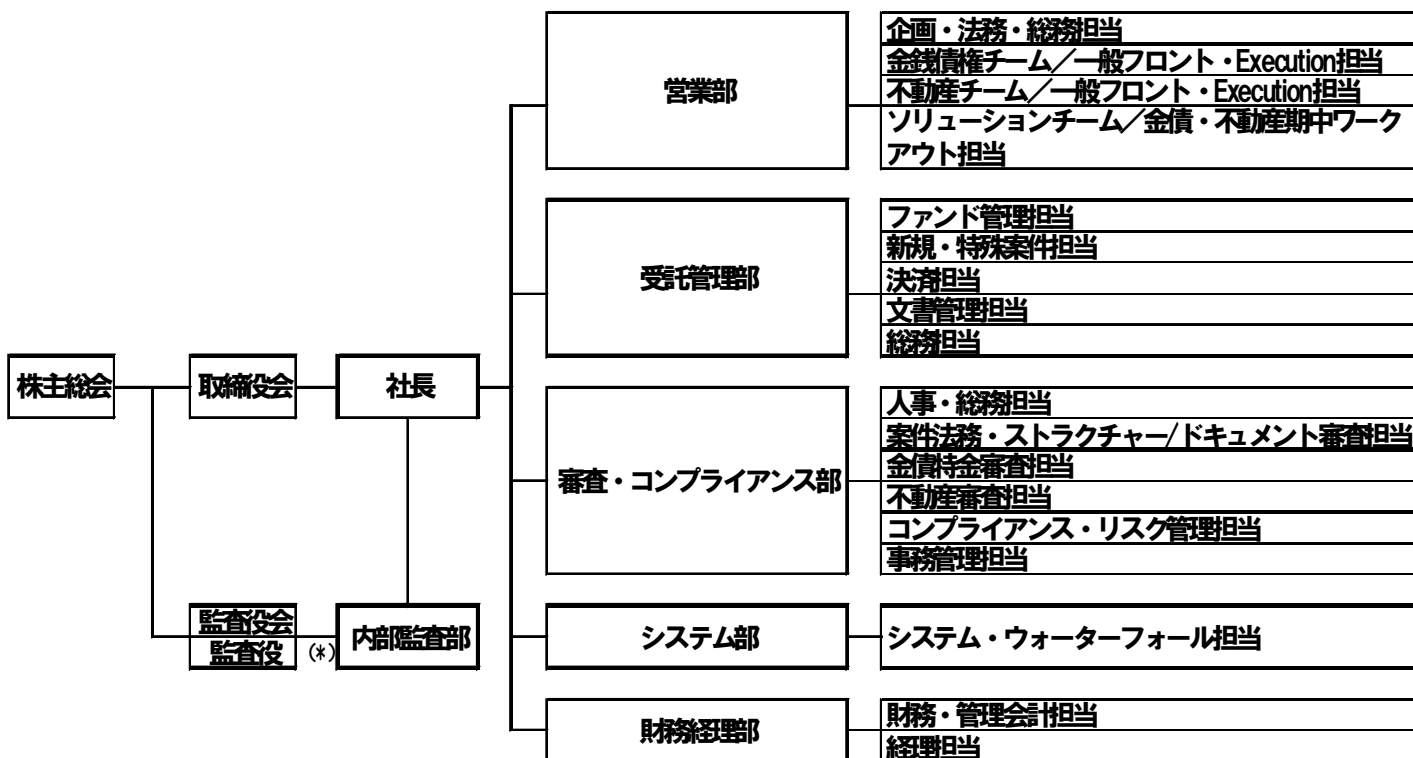 営業部
企画・法務・総務担当
金銭債権チーム／一般フロント・Execution担当
不動産チーム／一般フロント・Execution担当
ソリューションチーム／金債・不動産期中ワーク
アウト担当
受託管理部
ファンド管理担当
新規・特殊案件担当
決済担当
文書管理担当
総務担当
株主総会
取締役会
社長
審査・コンプライアンス部
人事・総務担当
案件法務・ストラクチャー/ドキュメント審査担当
金債特金審査担当
不動産審査担当
コンプライアンス・リスク管理担当
事務管理担当
監査役会
監査役
(*)
内部監査部
システム部
システム・ウォーターフォール担当
財務経理部
財務・管理会計担当
経理担当